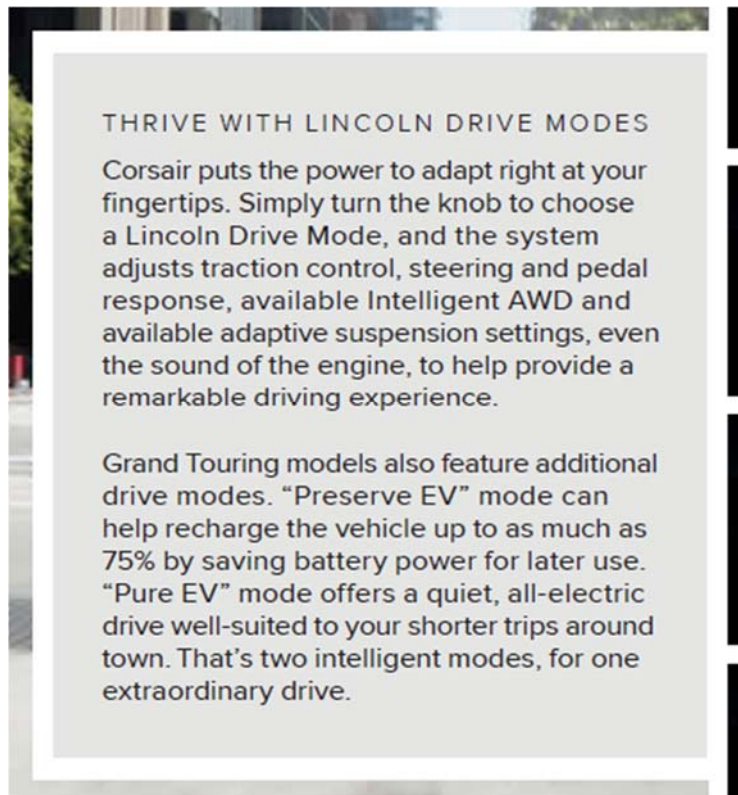 THRIVE WITH LINCOLN DRIVE MODES
Corsair puts the power to adapt right at your
fingertips. Simply turn the knob to choose
a Lincoln Drive Mode, and the system
adjusts traction control, steering and pedal
response, available Intelligent AWD and
available adaptive suspension settings, even
the sound of the engine, to help provide a
remarkable driving experience.
Grand Touring models also feature additional
drive modes. “Preserve EV” mode can
help recharge the vehicle up to as much as
75% by saving battery power for later use.
“Pure EV” mode offers a quiet, all-electric
drive well-suited to your shorter trips around
town. That’s two intelligent modes, for one
extraordinary drive.